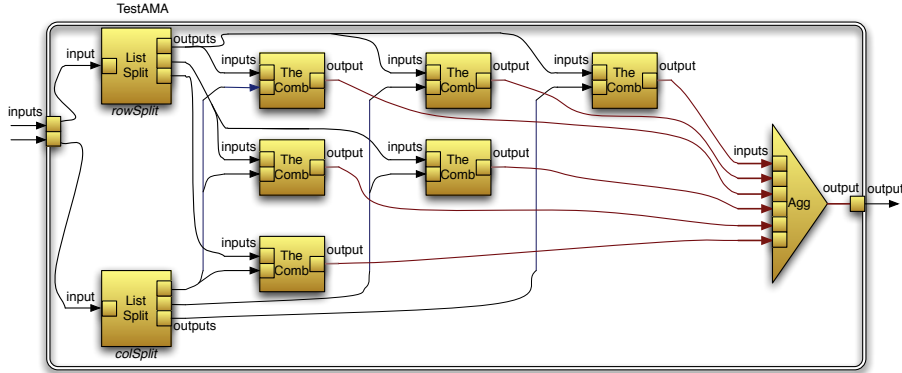 TestAMA
input
List
Split
outputs
rowSplit
inputs
The
Comb
output
inputs
The
Comb
output
inputs
The
Comb
output
inputs
inputs
The
Comb
output
inputs
The
Comb
output
inputs
Agg
output
output
inputs
The
Comb
output
input
List
Split
outputs
colSplit